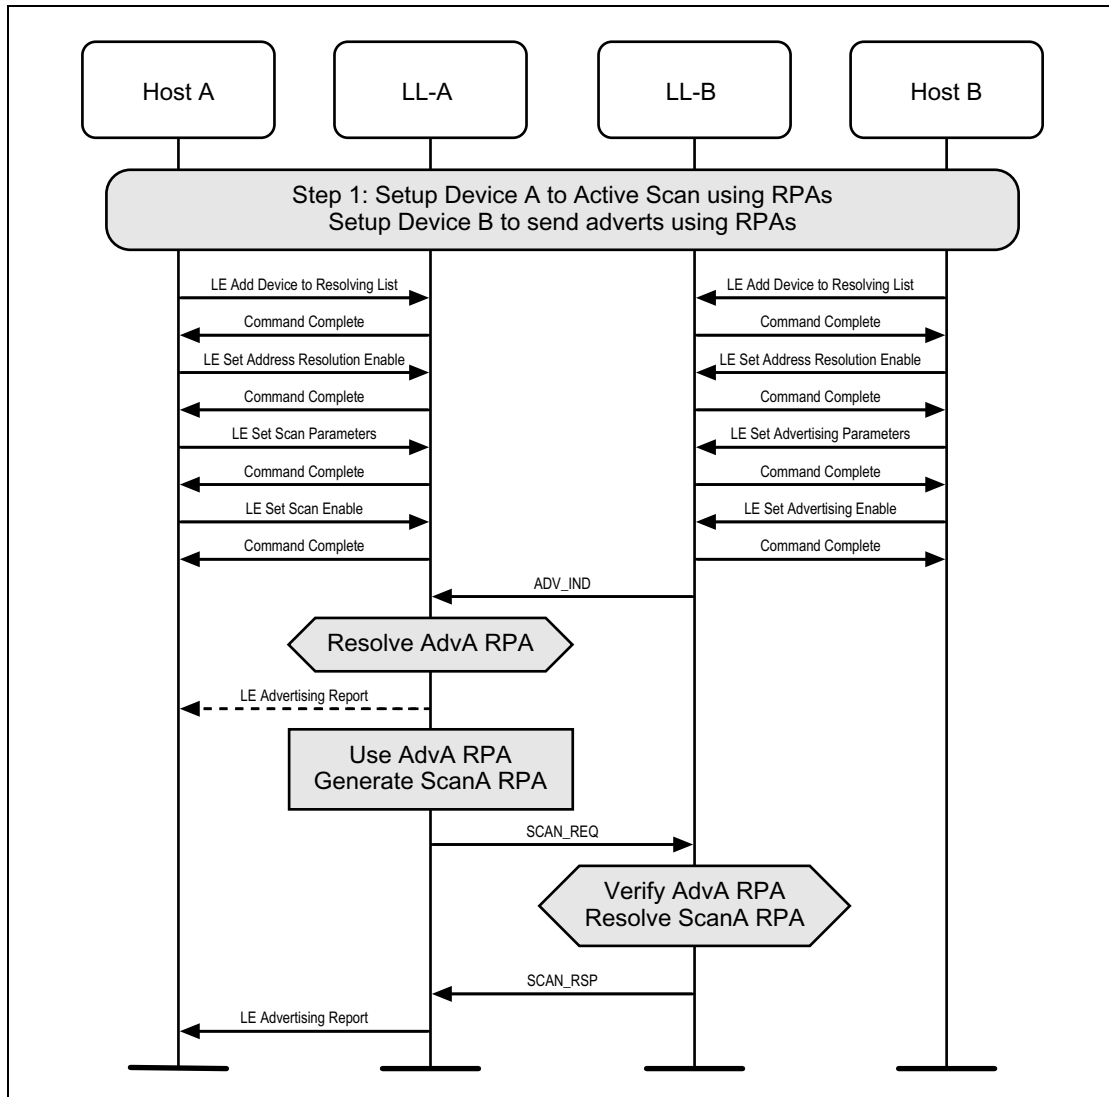 Host A
LL-A
LL-B
Host B
Step 1: Setup Device A to Active Scan using RPAs
Setup Device B to send adverts using RPAs
LE Add Device to Resolving List
LE Add Device to Resolving List
Command Complete
Command Complete
LE Set Address Resolution Enable
LE Set Address Resolution Enable
Command Complete
Command Complete
LE Set Scan Parameters
LE Set Advertising Parameters
Command Complete
Command Complete
LE Set Scan Enable
LE Set Advertising Enable
Command Complete
Command Complete
ADV_IND
Resolve AdvA RPA
LE Advertising Report
Use AdvA RPA
Generate ScanA RPA
SCAN_REQ
Verify AdvA RPA
Resolve ScanA RPA
SCAN_RSP
LE Advertising Report